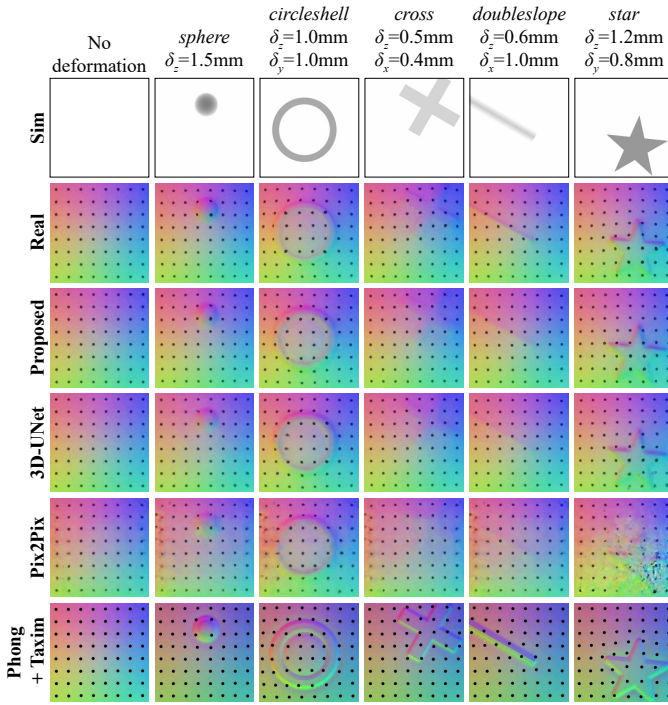 No
deformation
sphere
δz=1.5mm
circleshell
δz=1.0mm
δy=1.0mm
cross
δz=0.5mm
δx=0.4mm
doubleslope
δz=0.6mm
δx=1.0mm
star
δz=1.2mm
δy=0.8mm
Sim
Real
Proposed
3D-UNet
Pix2Pix
Phong
+ Taxim